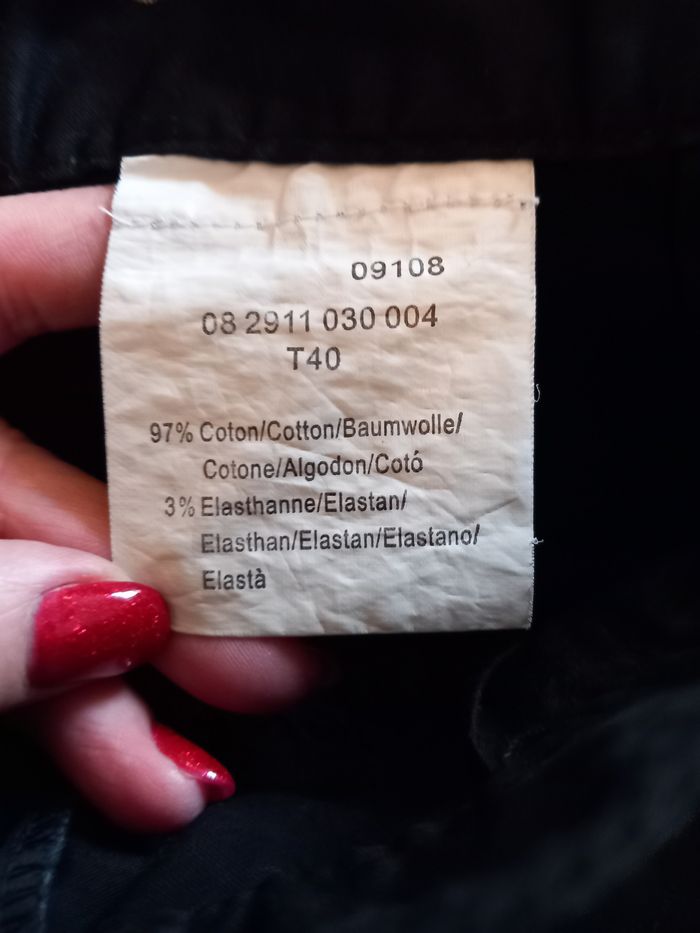 09108
08 2911 030 004
T40
97% Coton/Cotton/Baumwolle/
Cotone/Algodon/Cotó
3% Elasthanne/Elastan/
Elasthan/Elastan/Elastano/
Elastà